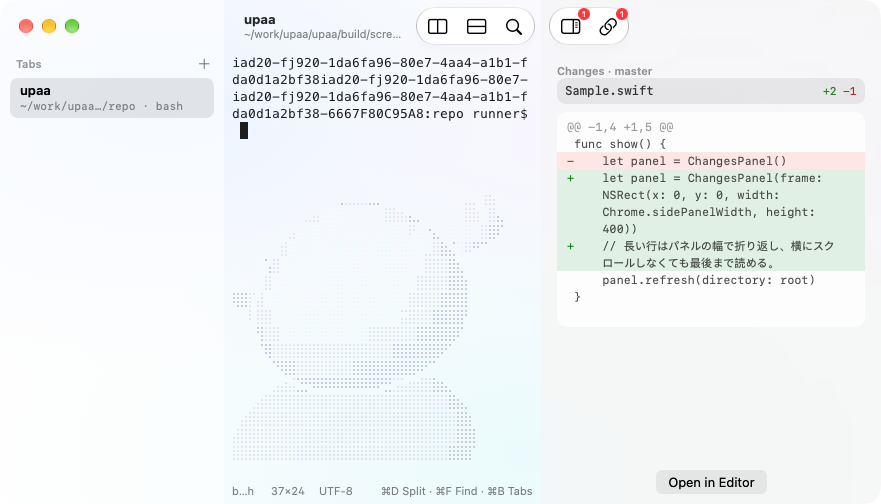 upaa
~/work/upaa/upaa/build/scre…
1
1
Tabs
+
upaa
~/work/upaa…/repo · bash
iad20-fj920-1da6fa96-80e7-4aa4-a1b1-f
da0d1a2bf38iad20-fj920-1da6fa96-80e7-
iad20-fj920-1da6fa96-80e7-4aa4-a1b1-f
da0d1a2bf38-6667F80C95A8:repo runner$
Changes · master
Sample.swift +2 −1
@@ -1,4 +1,5 @@
func show() {
−    let panel = ChangesPanel()
+    let panel = ChangesPanel(frame:
NSRect(x: 0, y: 0, width:
Chrome.sidePanelWidth, height:
400))
+    // 長い行はパネルの幅で折り返し、横にスク
ロールしなくても最後まで読める。
panel.refresh(directory: root)
}
Open in Editor
b…h 37×24 UTF-8 ⌘D Split · ⌘F Find · ⌘B Tabs